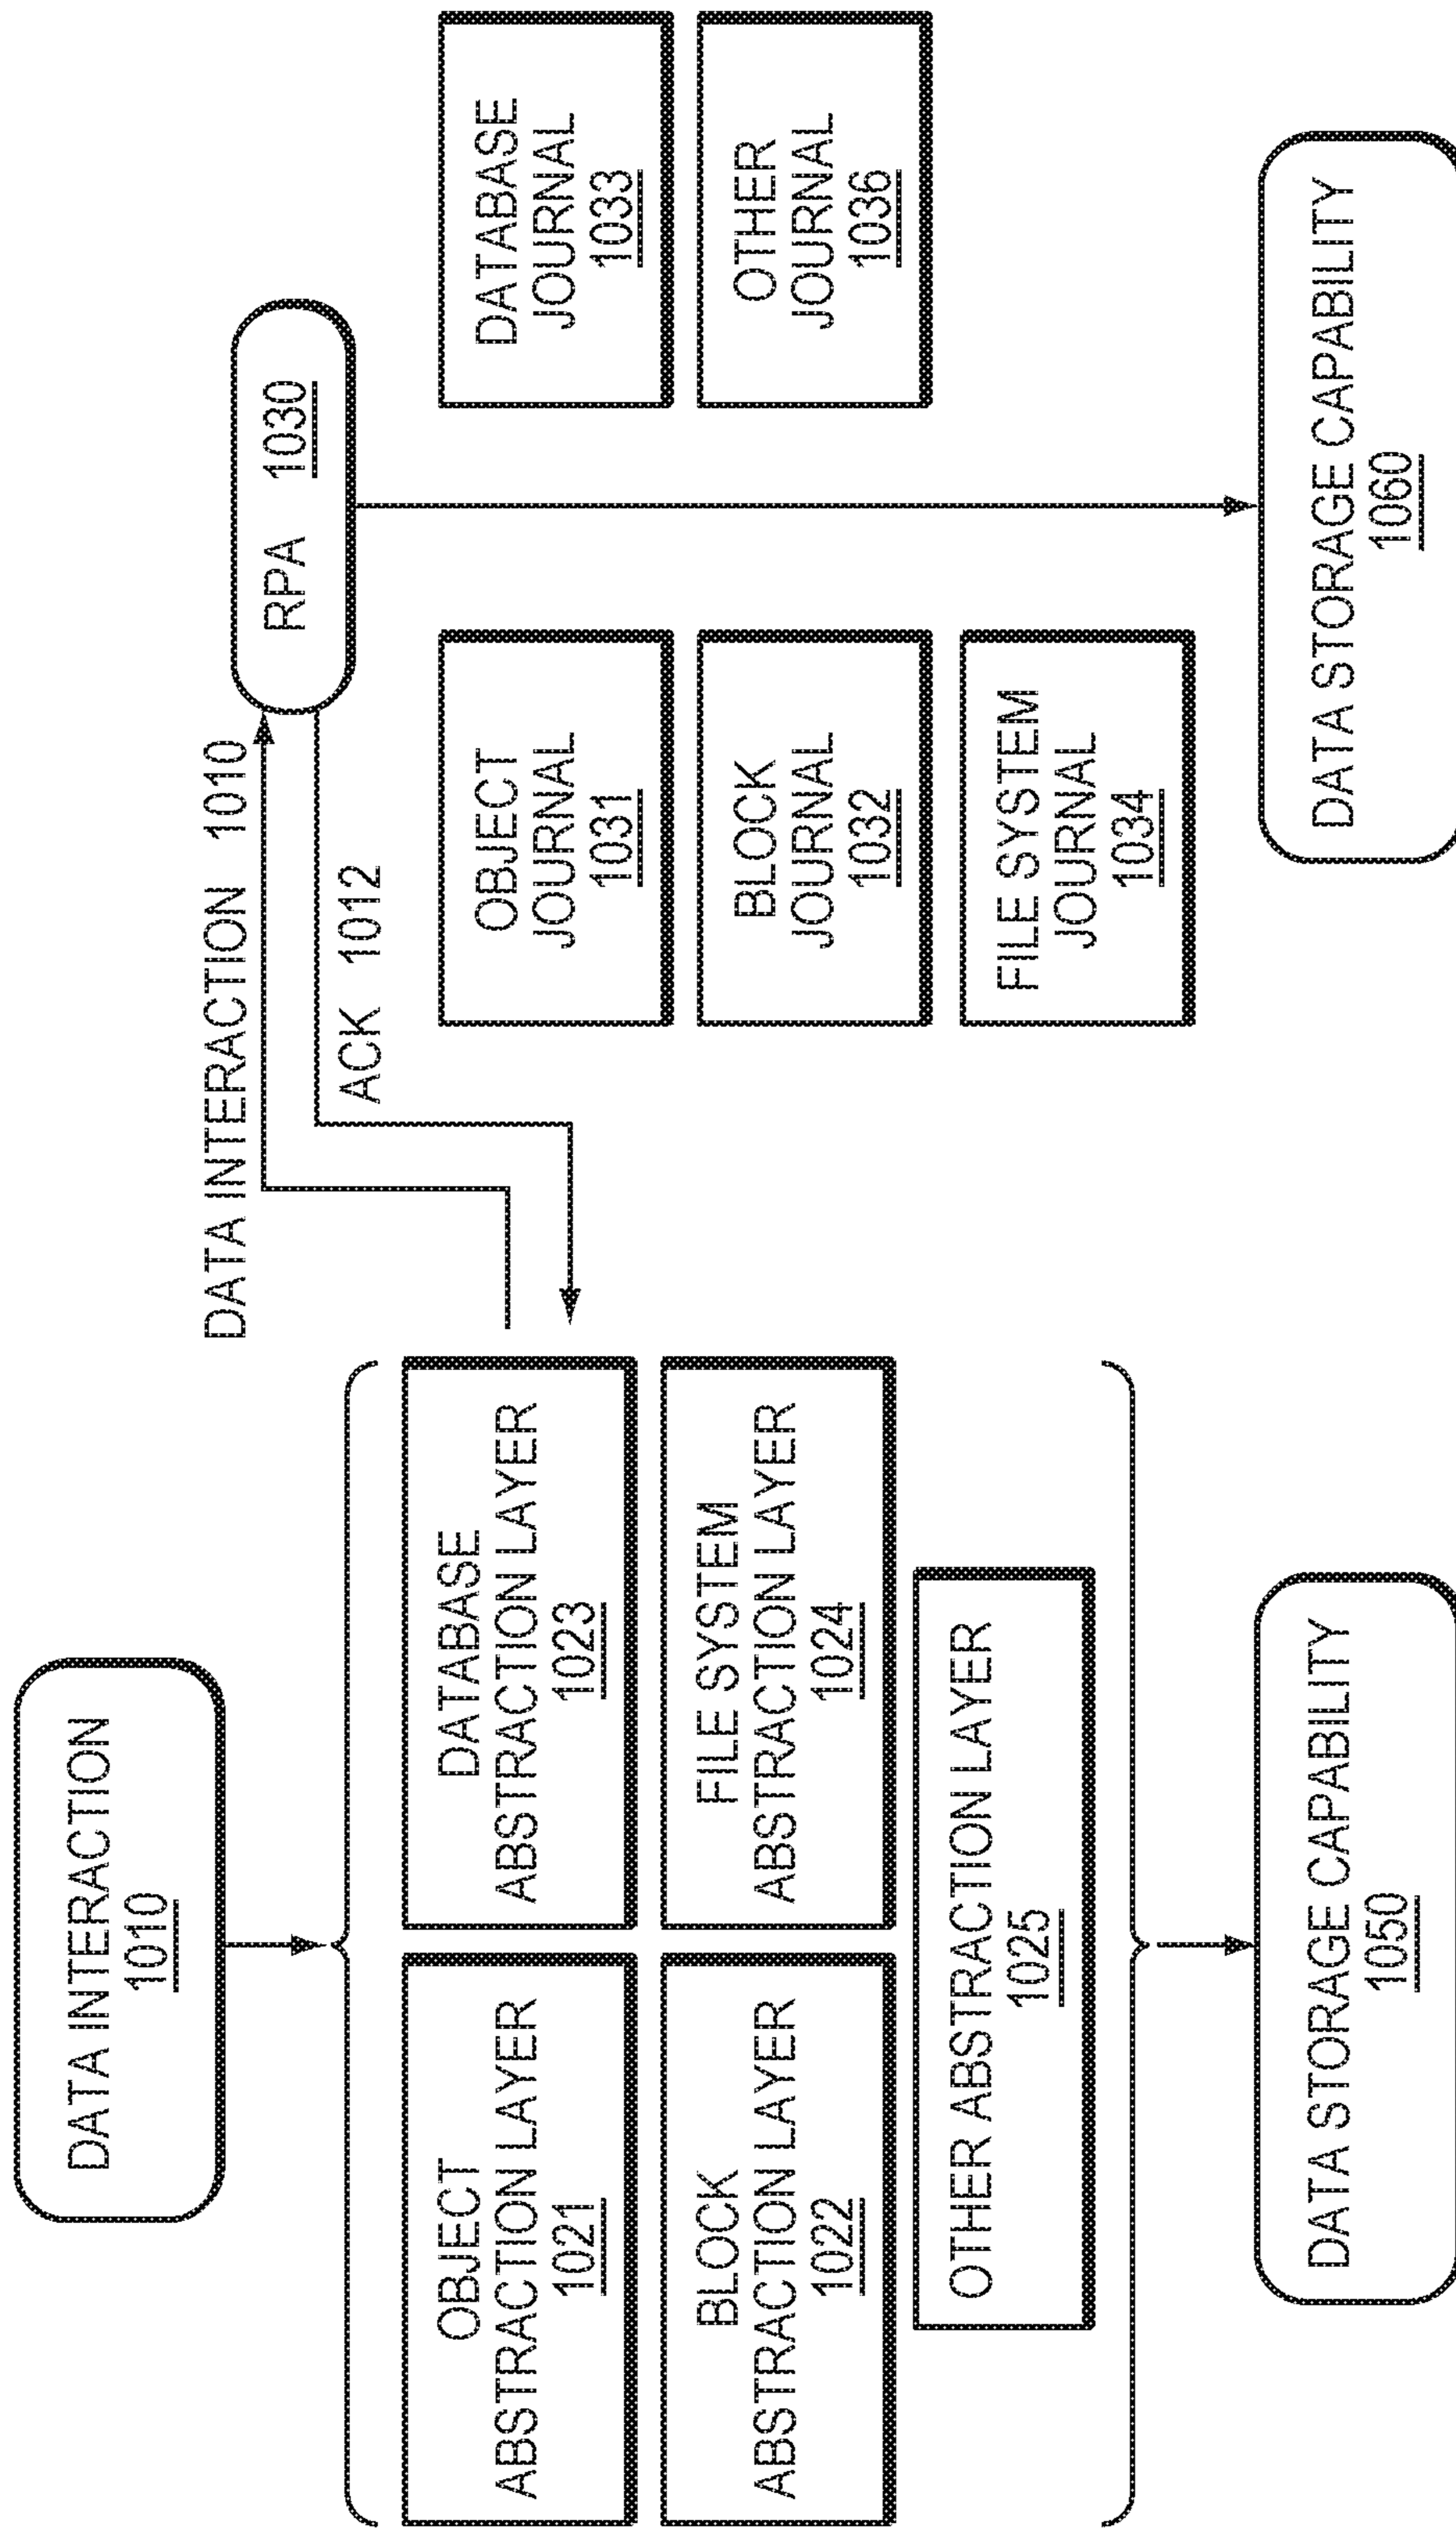 DATA INTERACTION
1010
OBJECT
ABSTRACTION LAYER
1021
DATABASE
ABSTRACTION LAYER
1023
BLOCK
ABSTRACTION LAYER
1022
FILE SYSTEM
ABSTRACTION LAYER
1024
OTHER ABSTRACTION LAYER
1025
DATA STORAGE CAPABILITY
1050
DATA INTERACTION 1010
ACK 1012
RPA 1030
OBJECT
JOURNAL
1031
DATABASE
JOURNAL
1033
BLOCK
JOURNAL
1032
OTHER
JOURNAL
1036
FILE SYSTEM
JOURNAL
1034
DATA STORAGE CAPABILITY
1060